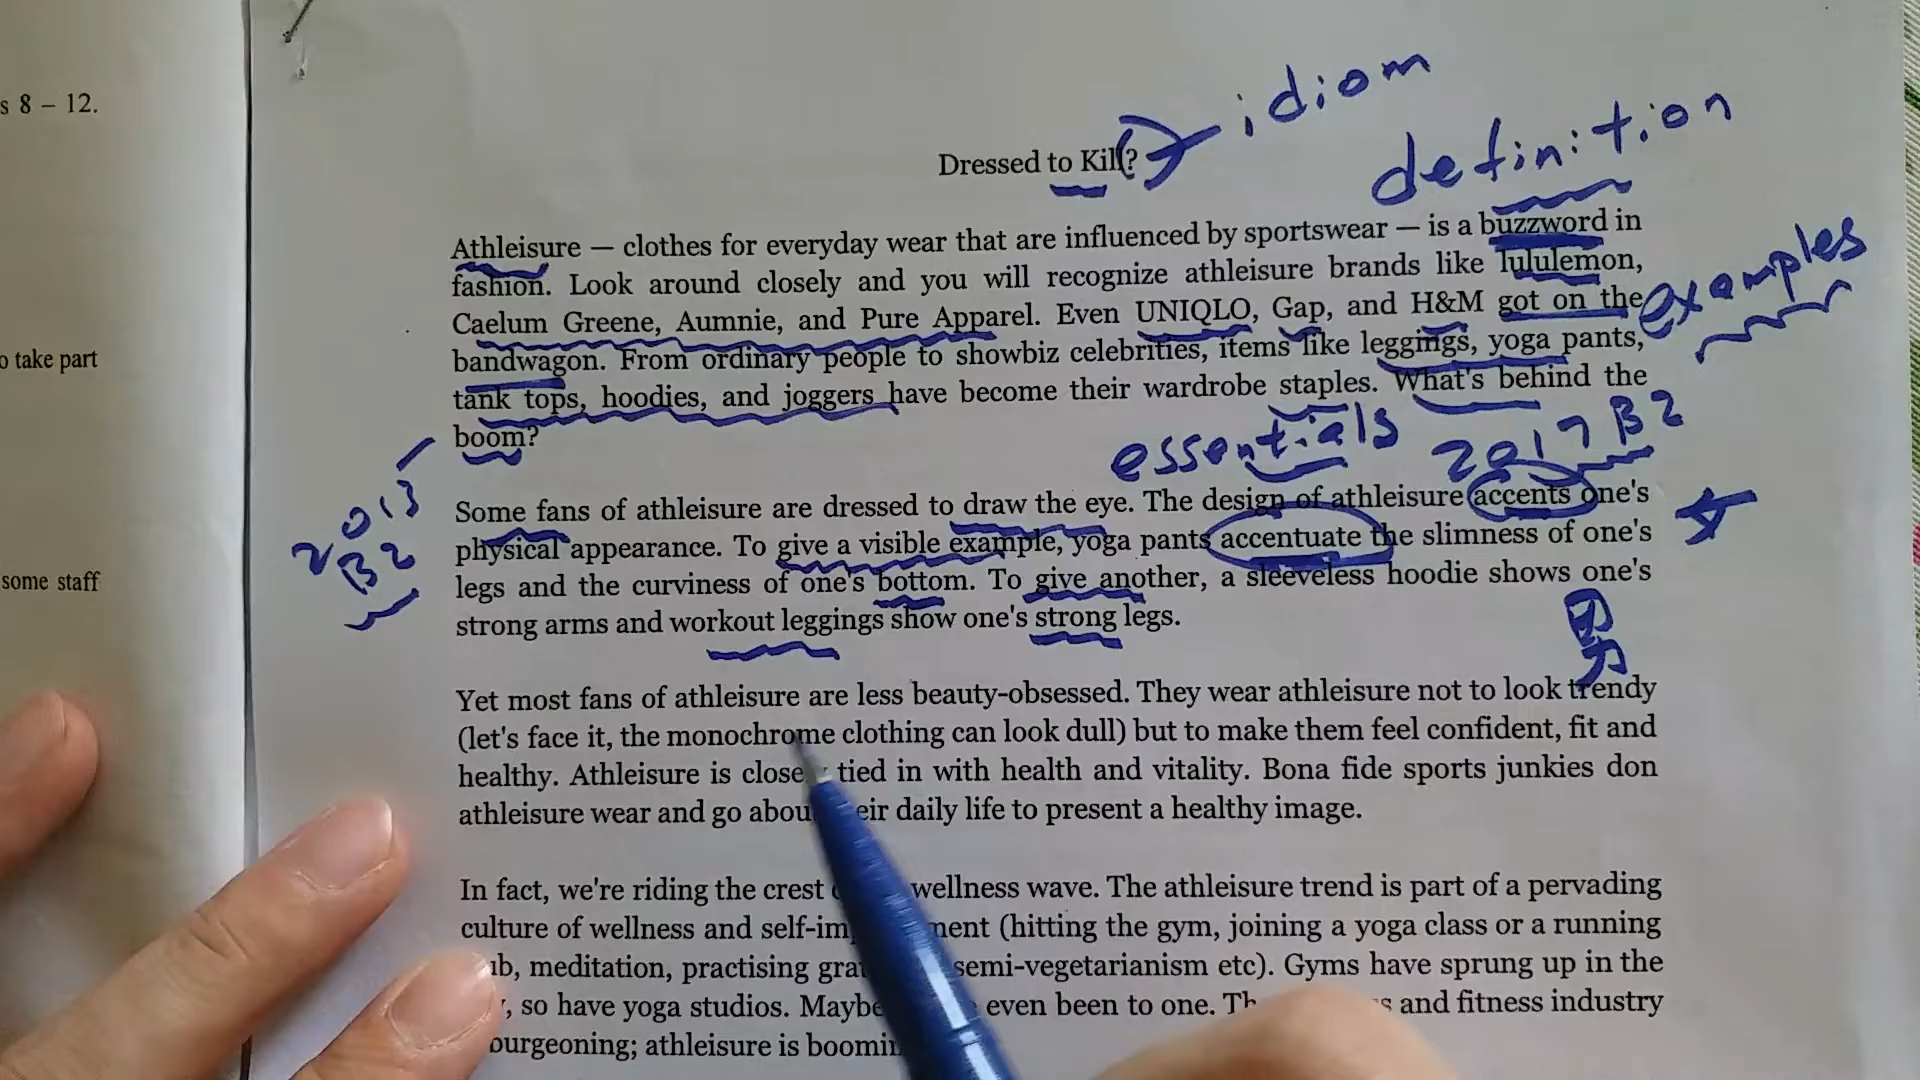 s 8 – 12.
o take part
some staff
idiom
definition
Dressed to Kill?
Athleisure — clothes for everyday wear that are influenced by sportswear — is a buzzword in
fashion. Look around closely and you will recognize athleisure brands like lululemon,
Caelum Greene, Aumnie, and Pure Apparel. Even UNIQLO, Gap, and H&M got on the
examples
bandwagon. From ordinary people to showbiz celebrities, items like leggings, yoga pants,
tank tops, hoodies, and joggers have become their wardrobe staples. What's behind the
boom?
essentials
2017 B2
2013
B2
Some fans of athleisure are dressed to draw the eye. The design of athleisure accents one's
physical appearance. To give a visible example, yoga pants accentuate the slimness of one's
legs and the curviness of one's bottom. To give another, a sleeveless hoodie shows one's
strong arms and workout leggings show one's strong legs.
男
Yet most fans of athleisure are less beauty-obsessed. They wear athleisure not to look trendy
(let's face it, the monochrome clothing can look dull) but to make them feel confident, fit and
healthy. Athleisure is close tied in with health and vitality. Bona fide sports junkies don
athleisure wear and go abou eir daily life to present a healthy image.
In fact, we're riding the crest wellness wave. The athleisure trend is part of a pervading
culture of wellness and self-im ment (hitting the gym, joining a yoga class or a running
ub, meditation, practising gra semi-vegetarianism etc). Gyms have sprung up in the
, so have yoga studios. Maybe even been to one. Th s and fitness industry
burgeoning; athleisure is boomin